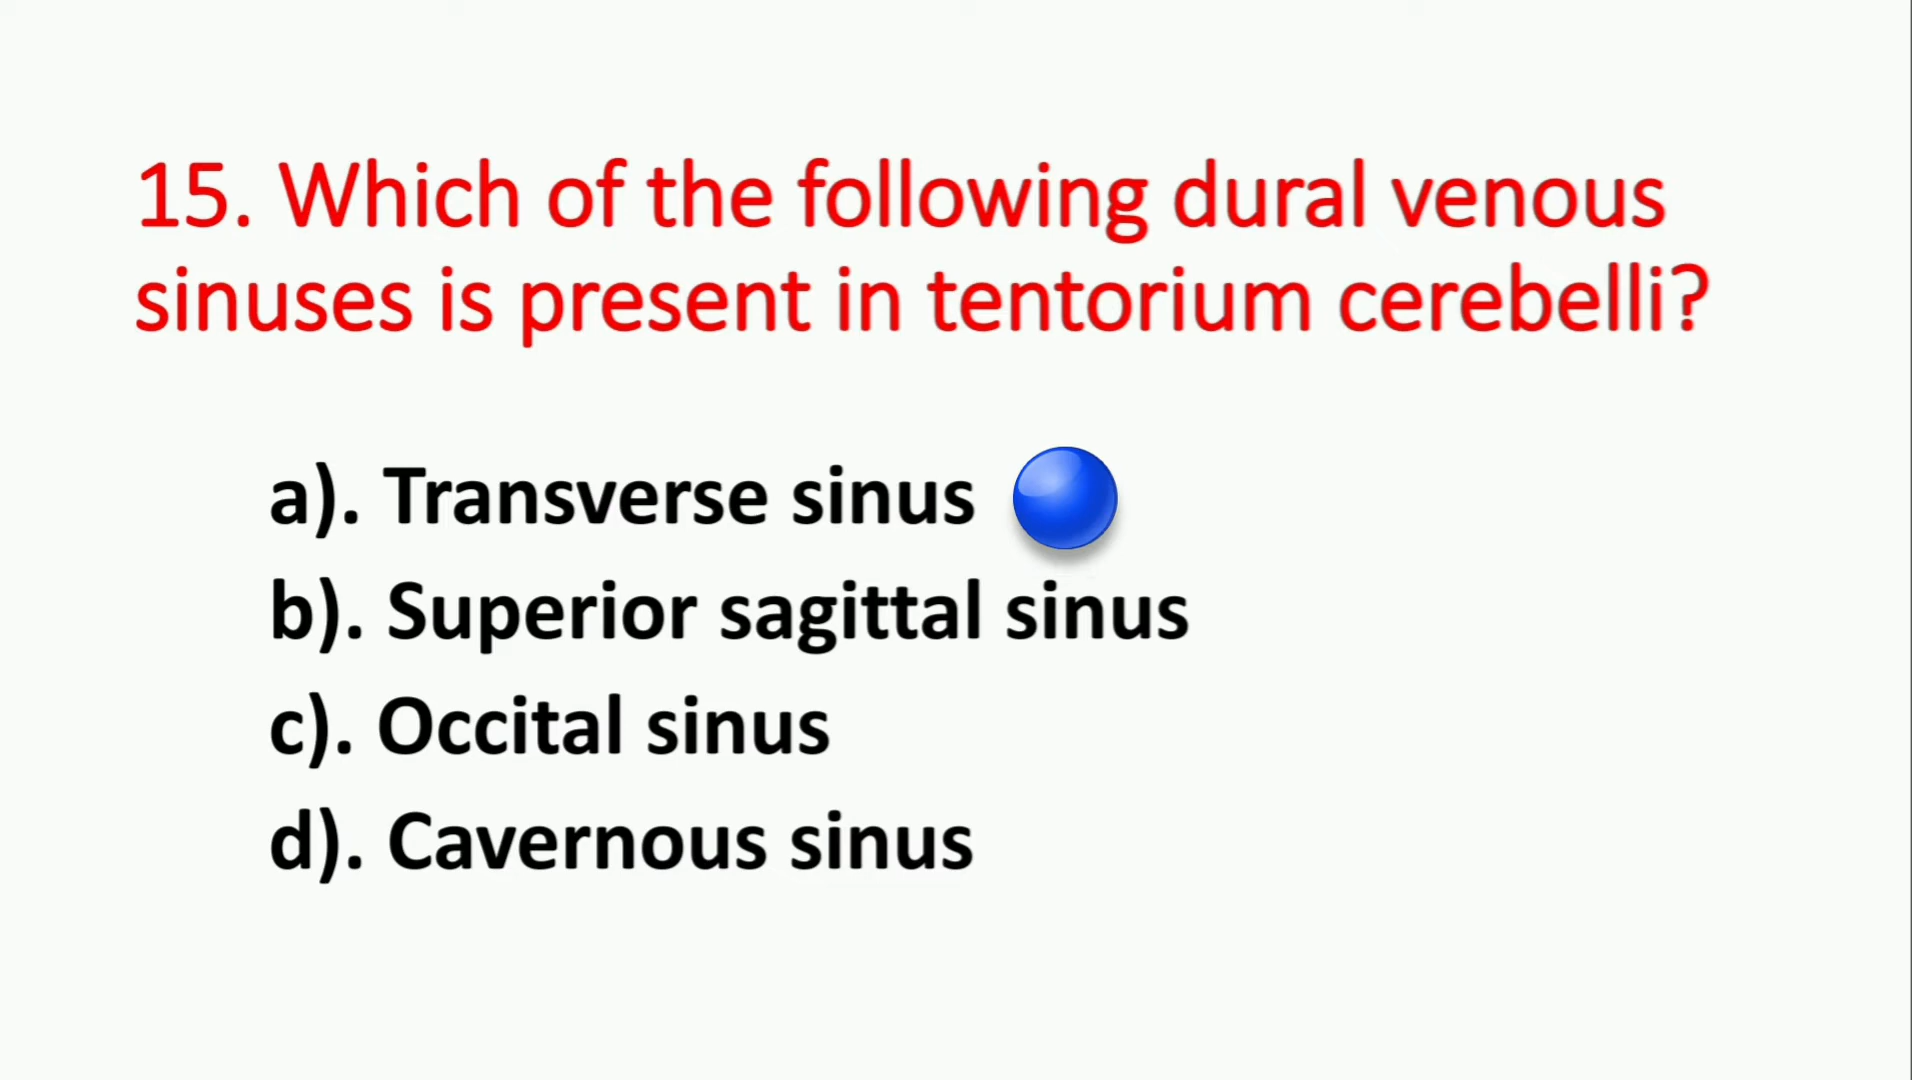 15. Which of the following dural venous
sinuses is present in tentorium cerebelli?
a). Transverse sinus
b). Superior sagittal sinus
c). Occital sinus
d). Cavernous sinus